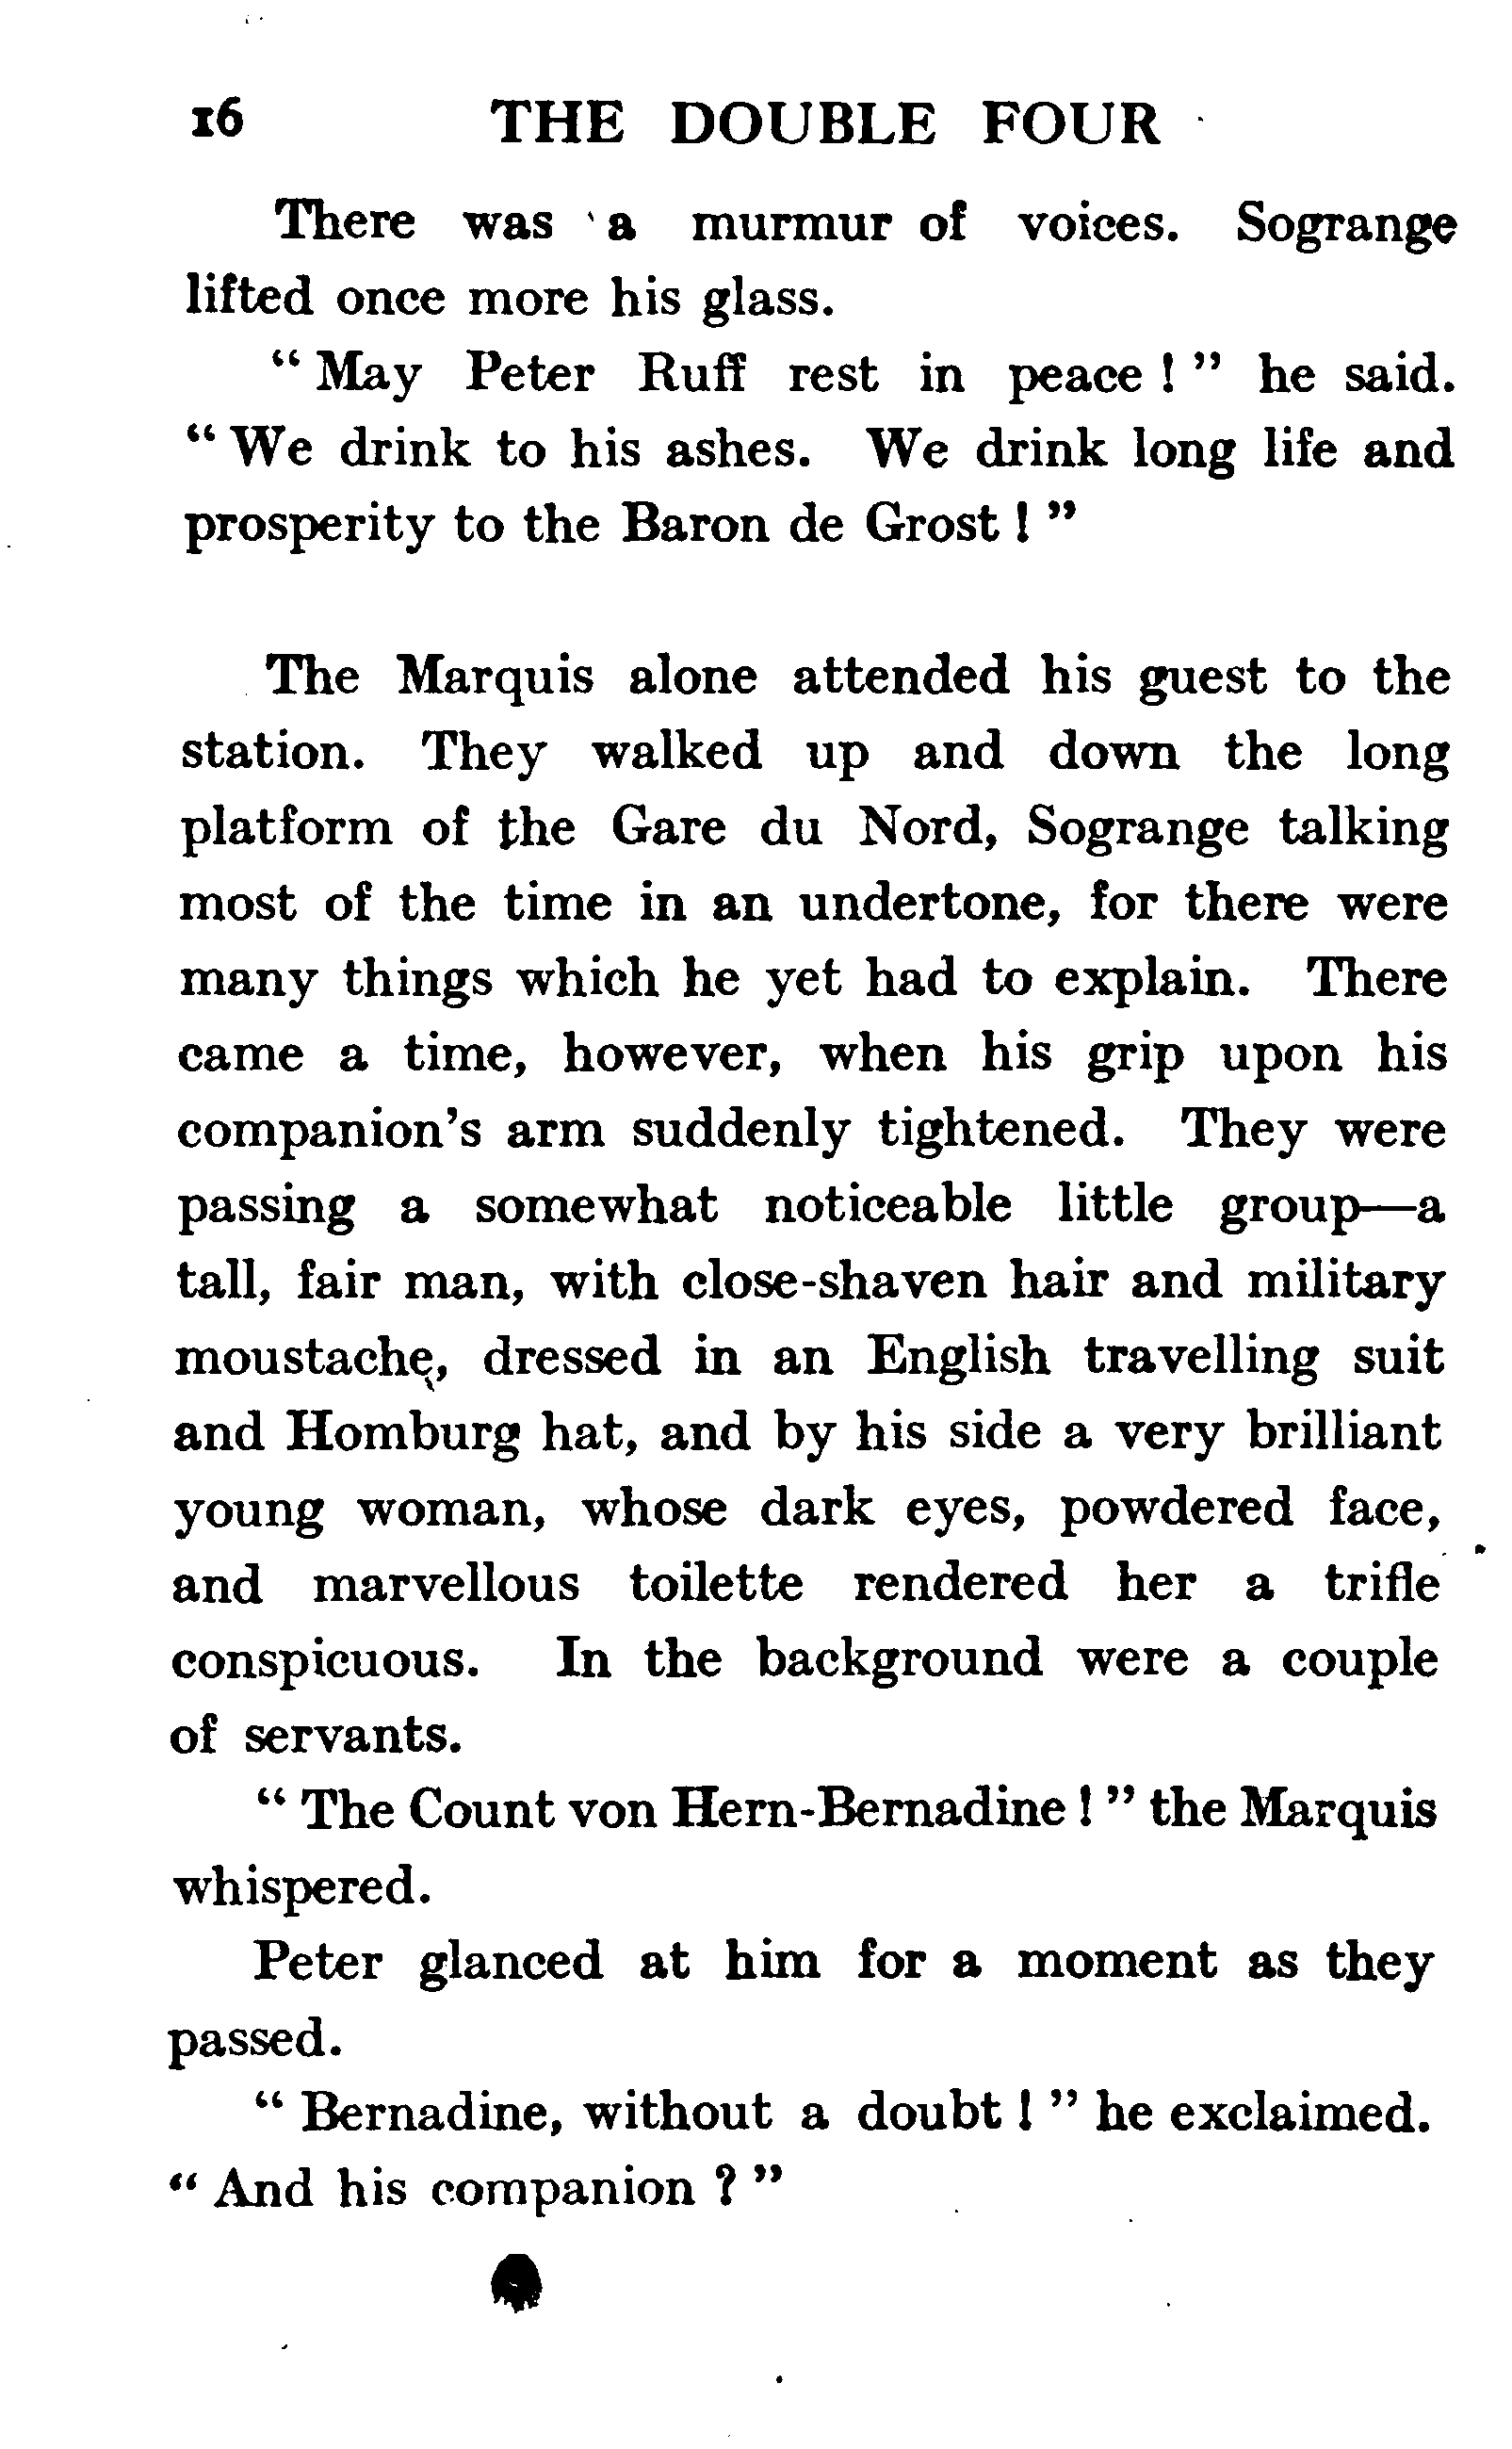 16 THE DOUBLE FOUR
There was a murmur of voices. Sogrange
lifted once more his glass.
" May Peter Ruff rest in peace ! " he said.
" We drink to his ashes. We drink long life and
prosperity to the Baron de Grost ! "
The Marquis alone attended his guest to the
station. They walked up and down the long
platform of the Gare du Nord, Sogrange talking
most of the time in an undertone, for there were
many things which he yet had to explain. There
came a time, however, when his grip upon his
companion's arm suddenly tightened. They were
passing a somewhat noticeable little group—a
tall, fair man, with close-shaven hair and military
moustache, dressed in an English travelling suit
and Homburg hat, and by his side a very brilliant
young woman, whose dark eyes, powdered face,
and marvellous toilette rendered her a trifle
conspicuous. In the background were a couple
of servants.
" The Count von Hern-Bernadine ! " the Marquis
whispered.
Peter glanced at him for a moment as they
passed.
" Bernadine, without a doubt ! " he exclaimed.
" And his companion ? "